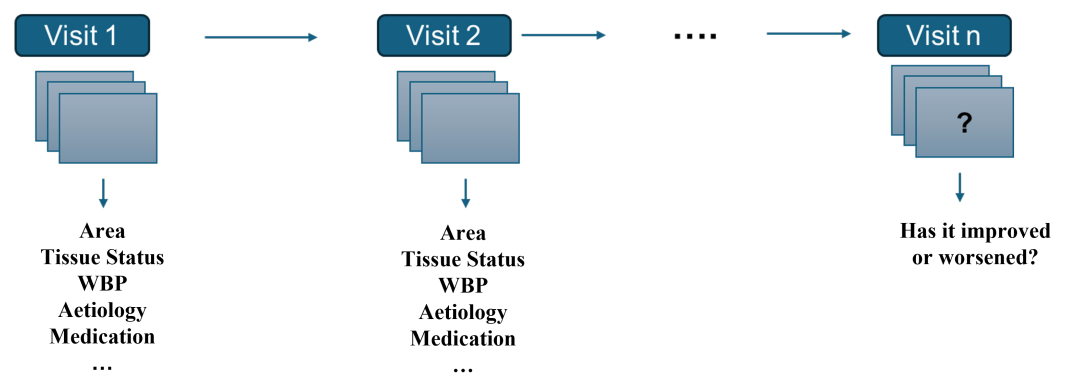 Visit 1
Visit 2
....
Visit n
?
Area
Tissue Status
WBP
Aetiology
Medication
...
Area
Tissue Status
WBP
Aetiology
Medication
...
Has it improved
or worsened?